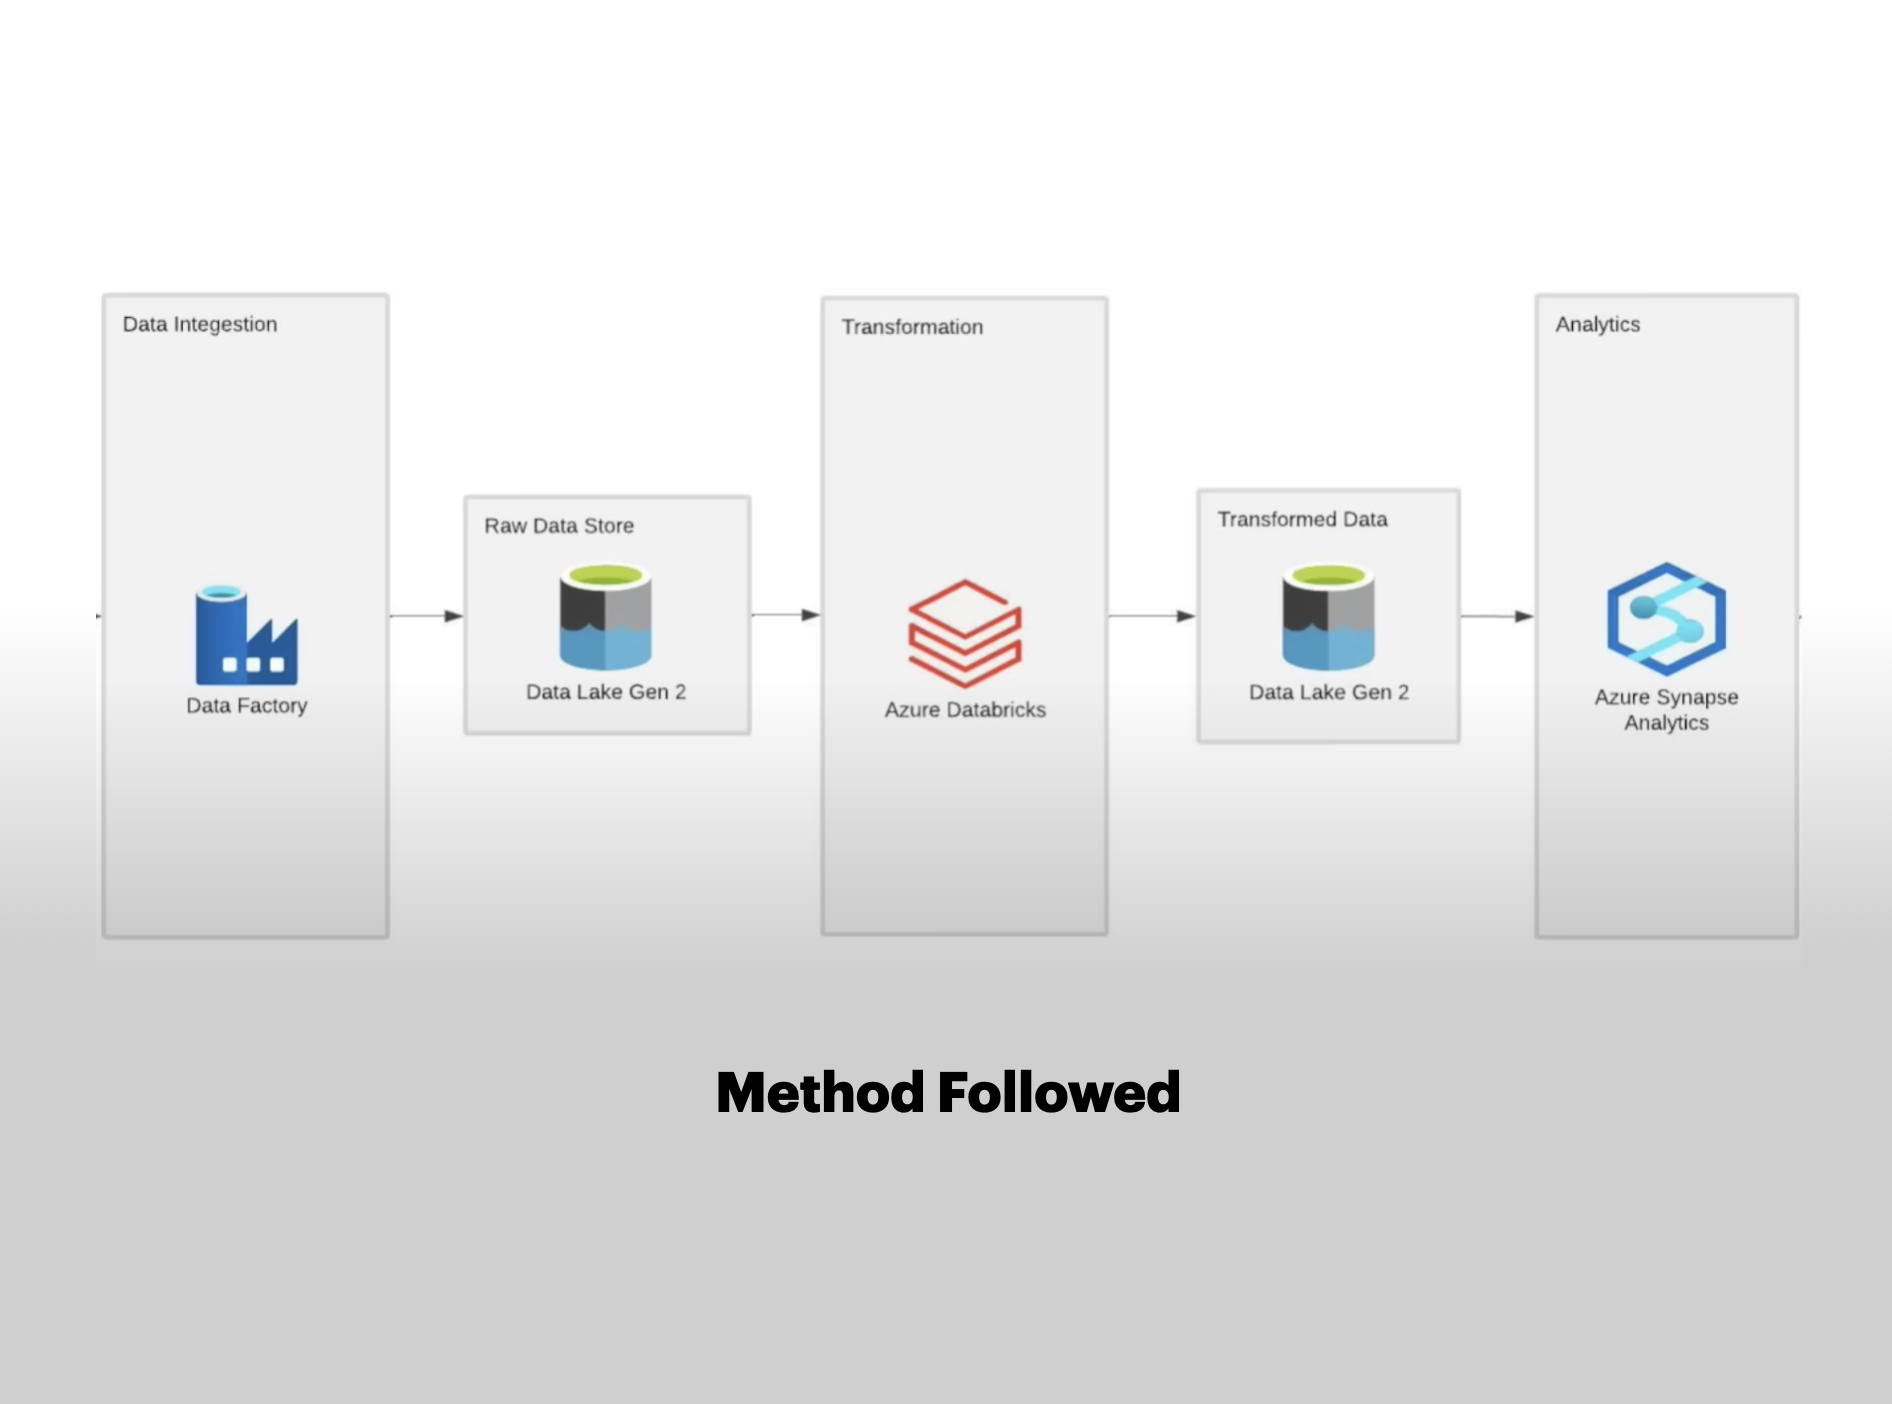 Data Integestion
Data Factory
Raw Data Store
Data Lake Gen 2
Transformation
Azure Databricks
Transformed Data
Data Lake Gen 2
Analytics
Azure Synapse
Analytics
Method Followed